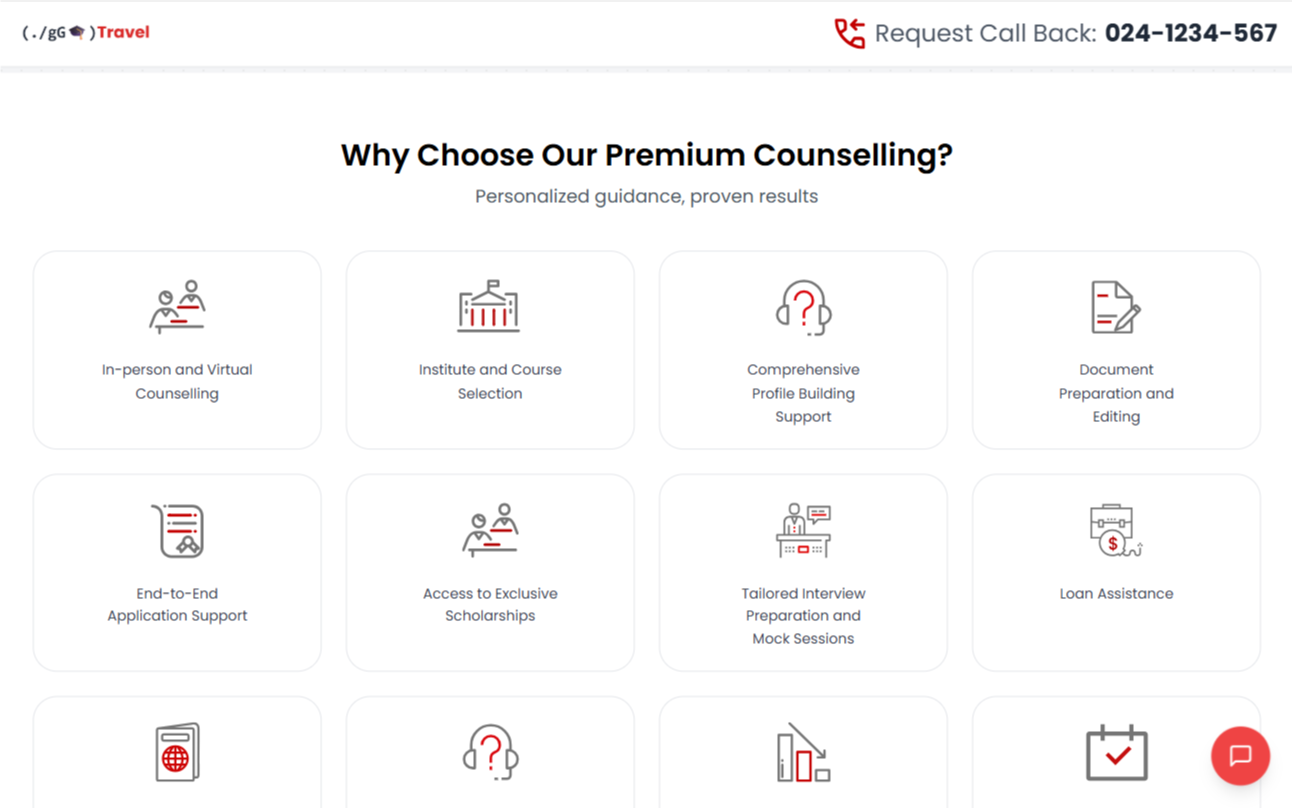 (./gG🎓)Travel
Request Call Back: 024-1234-567
Why Choose Our Premium Counselling?
Personalized guidance, proven results
In-person and Virtual
Counselling
Institute and Course
Selection
Comprehensive
Profile Building
Support
Document
Preparation and
Editing
End-to-End
Application Support
Access to Exclusive
Scholarships
Tailored Interview
Preparation and
Mock Sessions
Loan Assistance